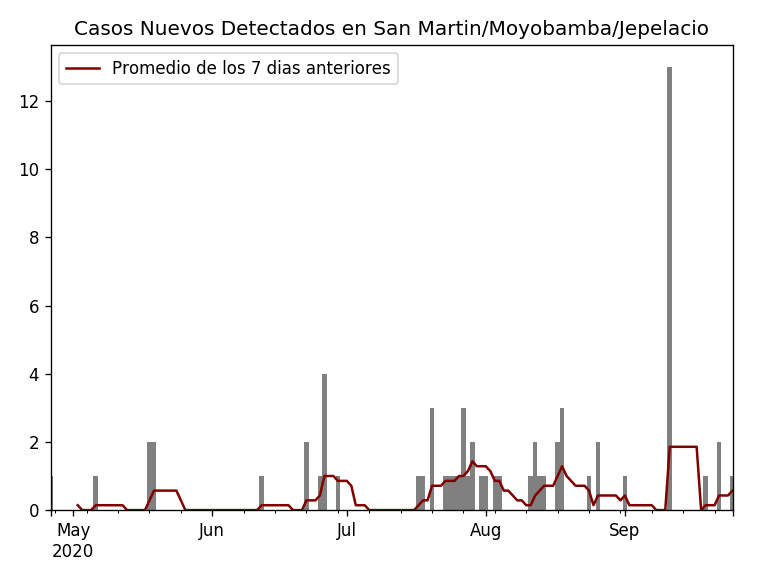 Casos Nuevos Detectados en San Martin/Moyobamba/Jepelacio
Promedio de los 7 dias anteriores
12
10
8
6
4
2
0
May Jun Jul Aug Sep
2020